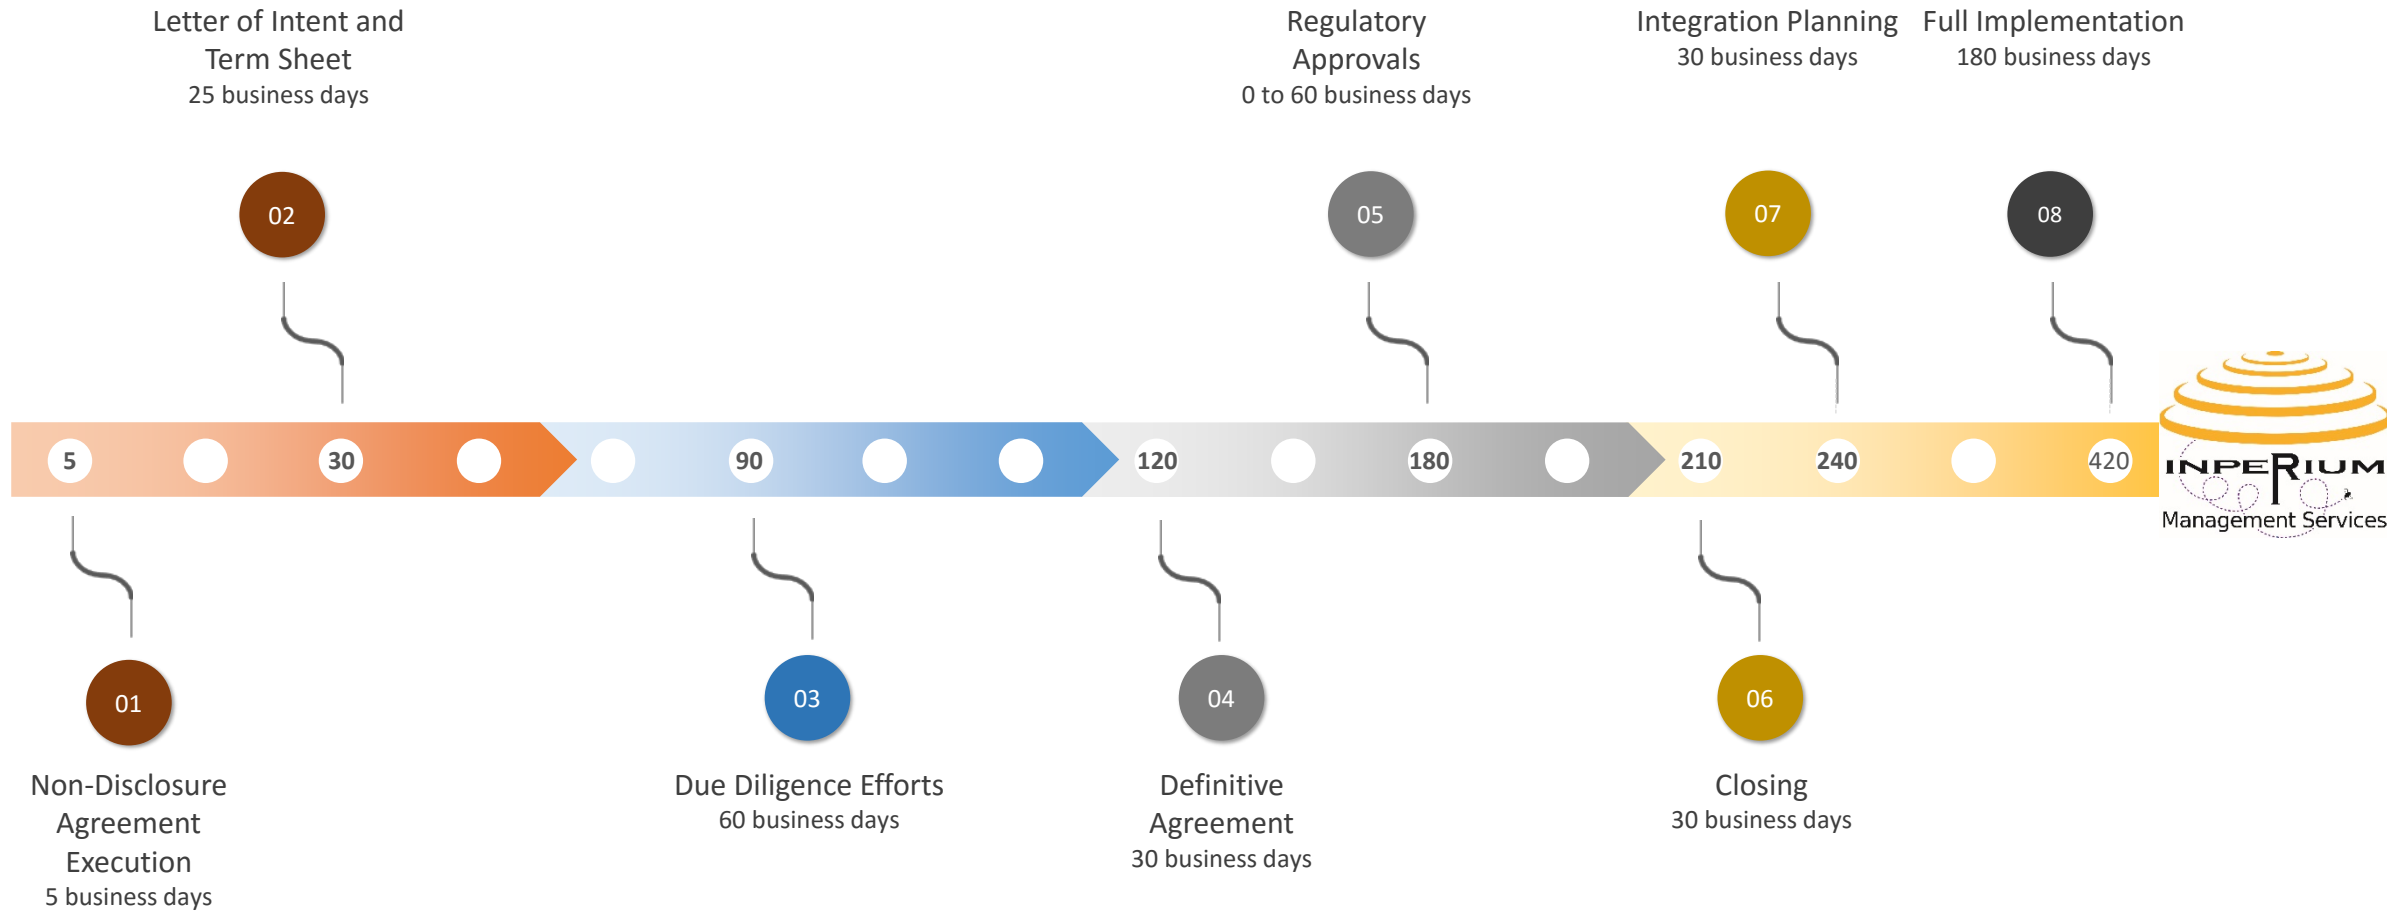 Letter of Intent and
Term Sheet
25 business days
Regulatory
Approvals
0 to 60 business days
Integration Planning
30 business days
Full Implementation
180 business days
02
05
07
08
5
30
90
120
180
210
240
420
INPERIUM
Management Services
01
03
04
06
Non-Disclosure
Agreement
Execution
5 business days
Due Diligence Efforts
60 business days
Definitive
Agreement
30 business days
Closing
30 business days